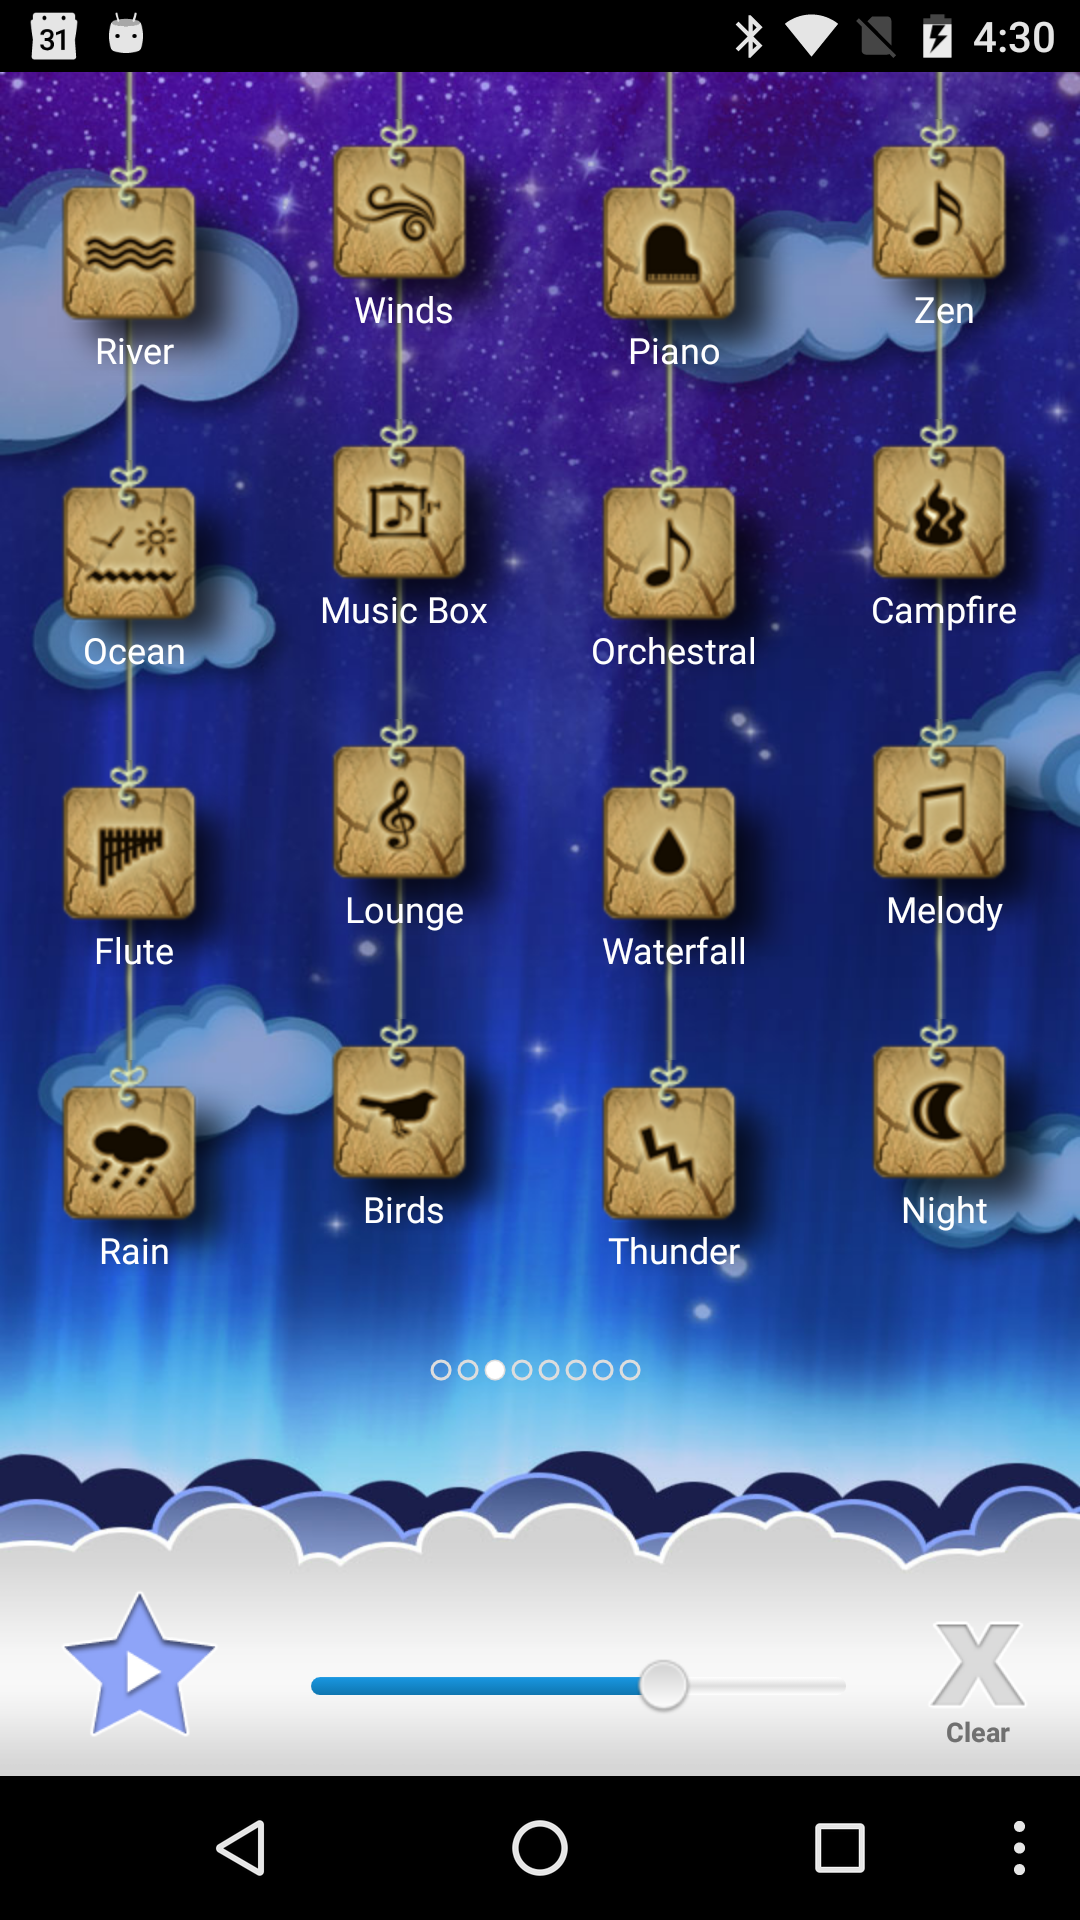 31
4:30
Winds
Zen
River
Piano
Music Box
Campfire
Ocean
Orchestral
Lounge
Melody
Flute
Waterfall
Birds
Night
Rain
Thunder
Clear